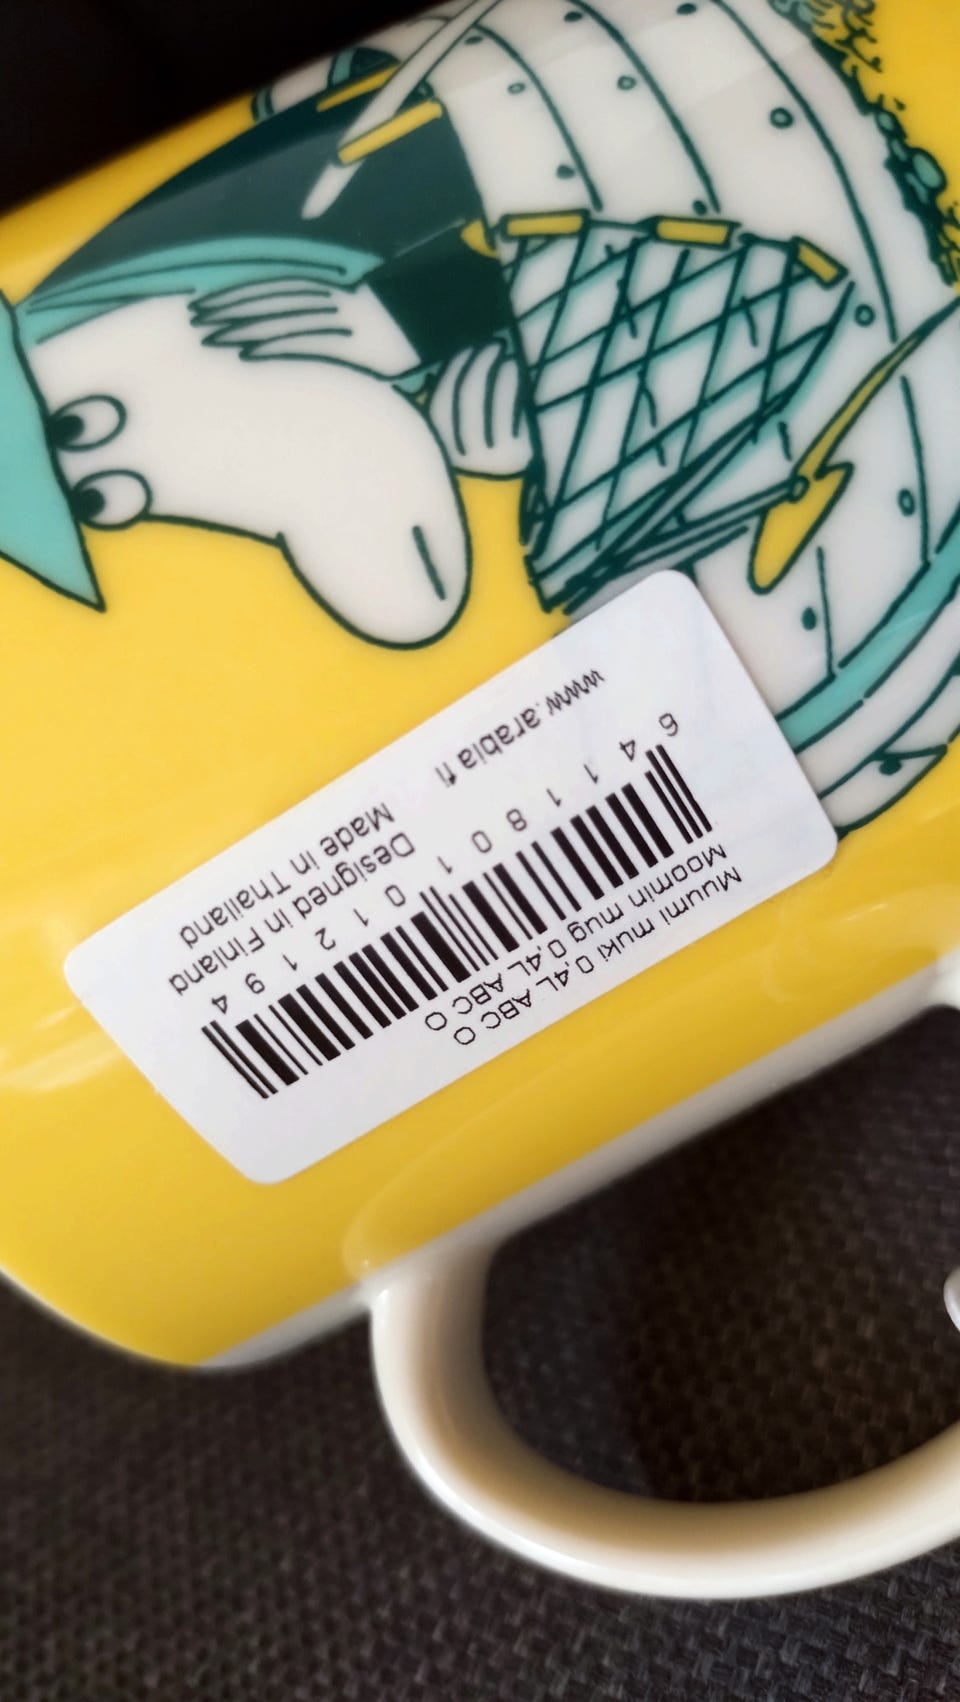 Muumi muki 0,4L ABC O
Moomin mug 0,4L ABC O
6 4 1 1 8 0 1 0 1 2 1 9 4
Designed in Finland
www.arabia.fi Made in Thailand